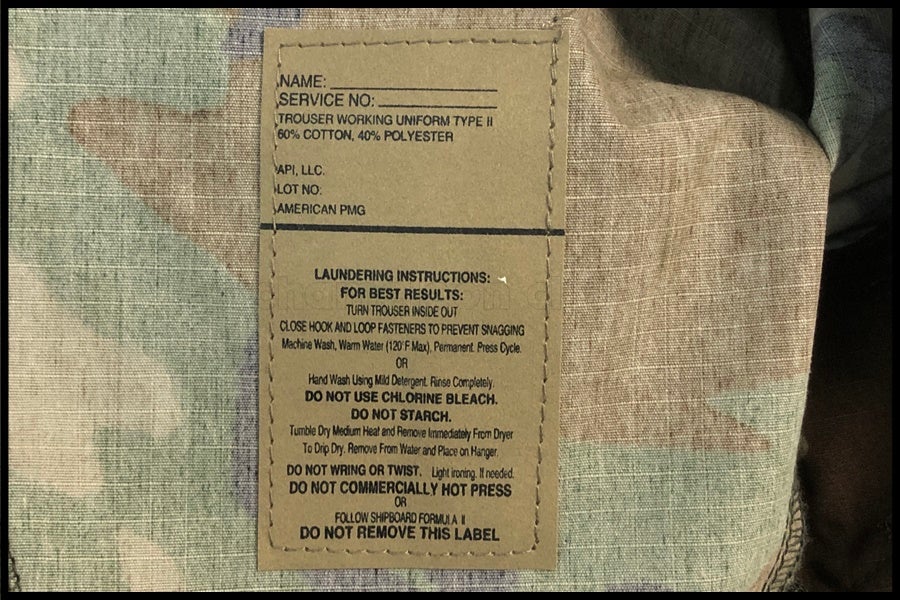 NAME:
SERVICE NO:
TROUSER WORKING UNIFORM TYPE II
60% COTTON, 40% POLYESTER
API, LLC.
LOT NO:
AMERICAN PMG
LAUNDERING INSTRUCTIONS:
FOR BEST RESULTS:
TURN TROUSER INSIDE OUT
CLOSE HOOK AND LOOP FASTENERS TO PREVENT SNAGGING
Machine Wash, Warm Water (120°F Max), Permanent. Press Cycle.
OR
Hand Wash Using Mild Detergent. Rinse Completely.
DO NOT USE CHLORINE BLEACH.
DO NOT STARCH.
Tumble Dry Medium Heat and Remove Immediately From Dryer
To Drip Dry. Remove From Water and Place on Hanger.
DO NOT WRING OR TWIST. Light ironing. If needed.
DO NOT COMMERCIALLY HOT PRESS
OR
FOLLOW SHIPBOARD FORMULA II
DO NOT REMOVE THIS LABEL